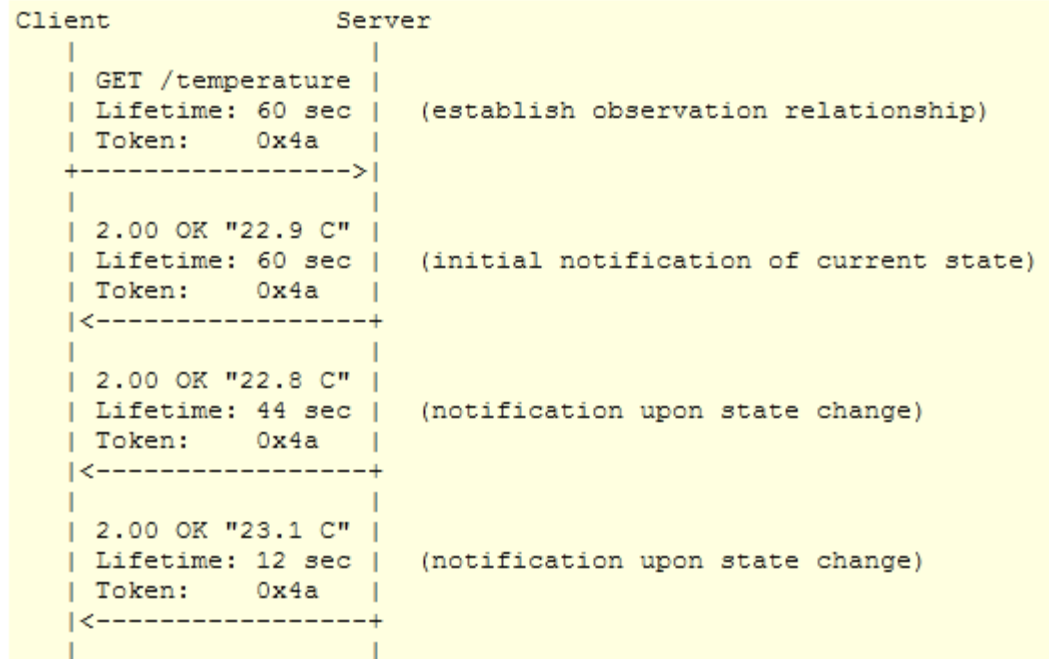 Client                Server
   |                    |
   | GET /temperature |
   | Lifetime: 60 sec |   (establish observation relationship)
   | Token:     0x4a    |
   +----------------->|
   |                    |
   | 2.00 OK "22.9 C" |
   | Lifetime: 60 sec |   (initial notification of current state)
   | Token:     0x4a    |
   |<-----------------+
   |                    |
   | 2.00 OK "22.8 C" |
   | Lifetime: 44 sec |   (notification upon state change)
   | Token:     0x4a    |
   |<-----------------+
   |                    |
   | 2.00 OK "23.1 C" |
   | Lifetime: 12 sec |   (notification upon state change)
   | Token:     0x4a    |
   |<-----------------+
   |                    |